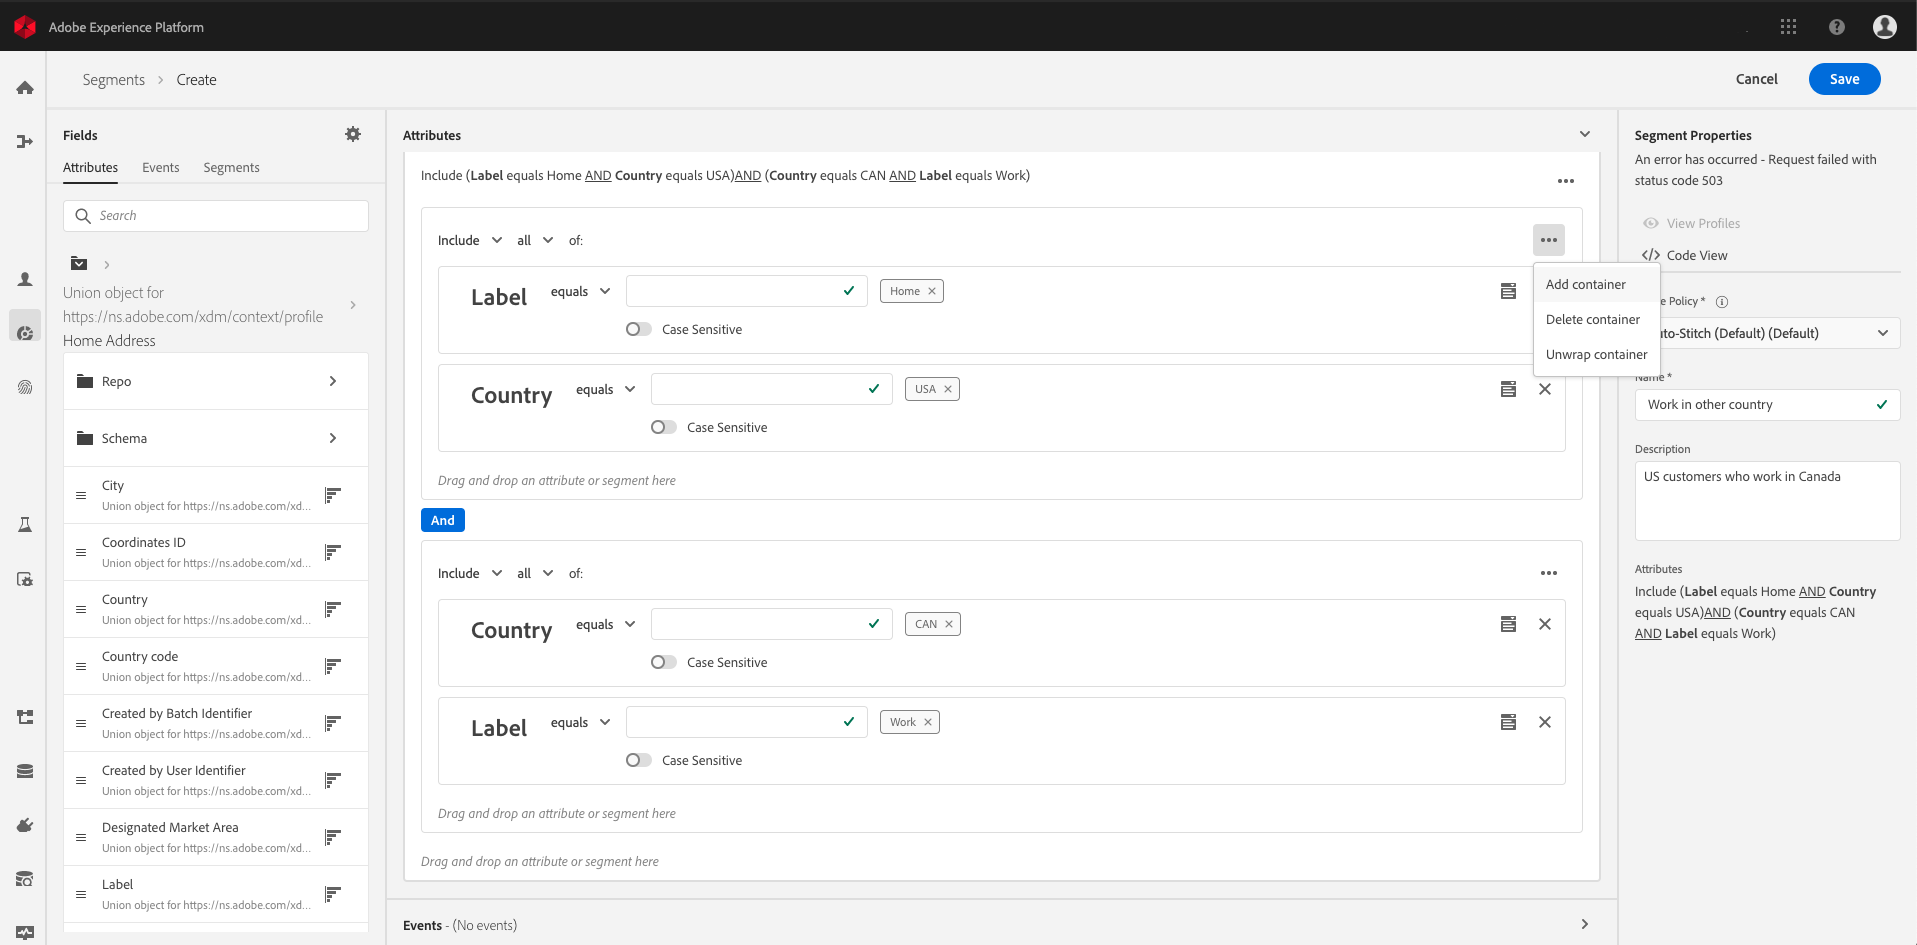 Adobe Experience Platform
Segments > Create
Cancel
Save
Fields
Attributes Events Segments
Search
Union object for
https://ns.adobe.com/xdm/context/profile
Home Address
Repo
Schema
City
Union object for https://ns.adobe.com/xd...
Coordinates ID
Union object for https://ns.adobe.com/xd...
Country
Union object for https://ns.adobe.com/xd...
Country code
Union object for https://ns.adobe.com/xd...
Created by Batch Identifier
Union object for https://ns.adobe.com/xd...
Created by User Identifier
Union object for https://ns.adobe.com/xd...
Designated Market Area
Union object for https://ns.adobe.com/xd...
Label
Union object for https://ns.adobe.com/xd...
Attributes
Include (Label equals Home AND Country equals USA)AND (Country equals CAN AND Label equals Work)
Include all of:
Label equals Home
Case Sensitive
Country equals USA
Case Sensitive
Drag and drop an attribute or segment here
And
Include all of:
Country equals CAN
Case Sensitive
Label equals Work
Case Sensitive
Drag and drop an attribute or segment here
Drag and drop an attribute or segment here
Events - (No events)
Add container
Delete container
Unwrap container
Segment Properties
An error has occurred - Request failed with
status code 503
View Profiles
</> Code View
Policy *
uto-Stitch (Default) (Default)
Name *
Work in other country
Description
US customers who work in Canada
Attributes
Include (Label equals Home AND Country
equals USA)AND (Country equals CAN
AND Label equals Work)